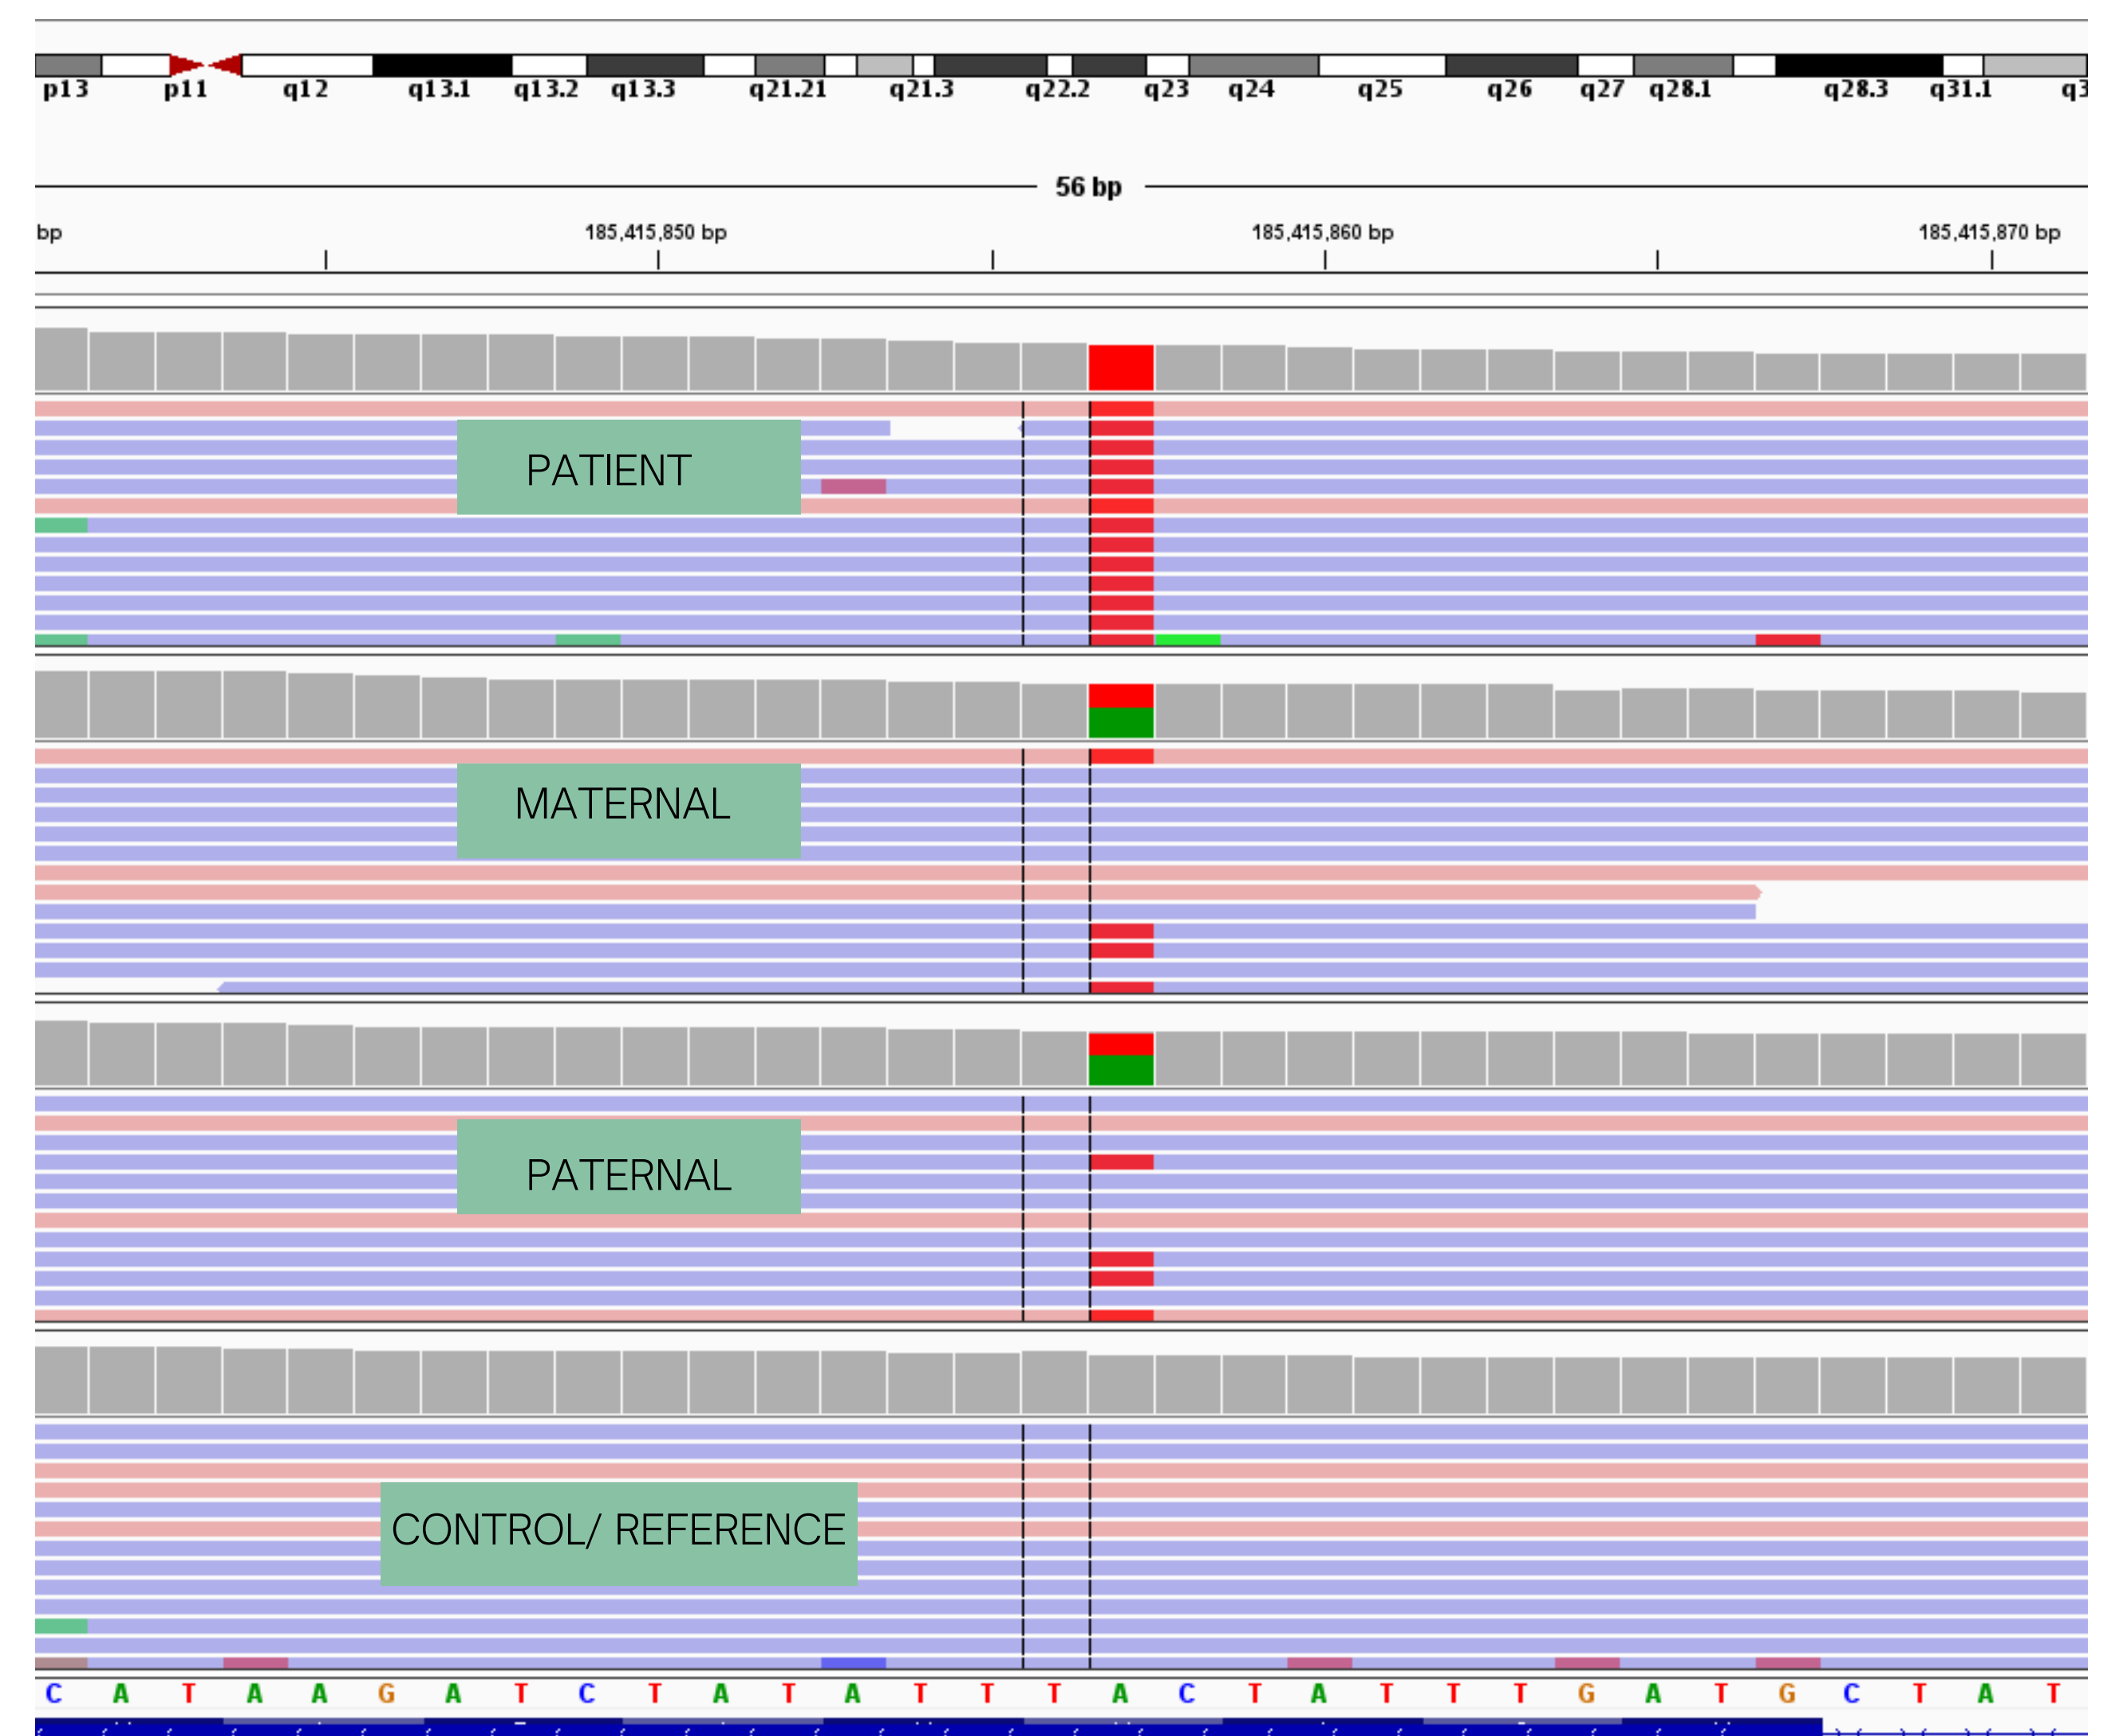 p13 p11 q12 q13.1 q13.2 q13.3 q21.21 q21.3 q22.2 q23 q24 q25 q26 q27 q28.1 q28.3 q31.1 q3
56 bp
bp 185,415,850 bp 185,415,860 bp 185,415,870 bp
PATIENT
MATERNAL
PATERNAL
CONTROL/ REFERENCE
C A T A A G A T C T A T A T T T A C T A T T T G A T G C T A T